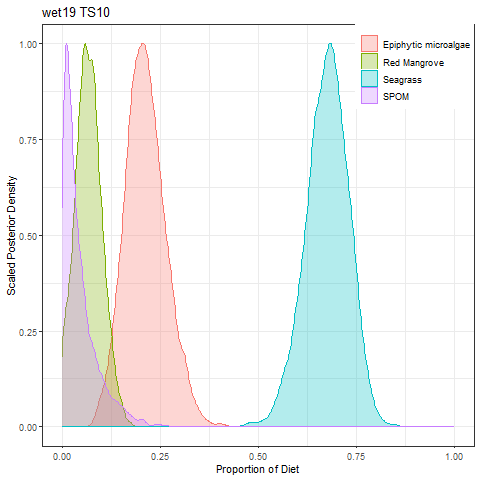 wet19 TS10
Scaled Posterior Density
1.00
0.75
0.50
0.25
0.00
Epiphytic microalgae
Red Mangrove
Seagrass
SPOM
0.00 0.25 0.50 0.75 1.00
Proportion of Diet